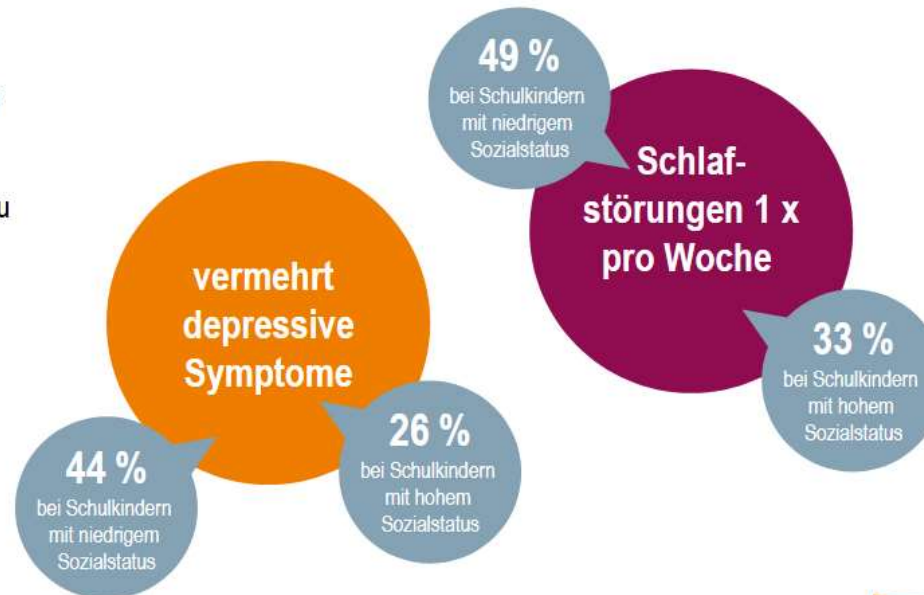 49 %
bei Schulkindern
mit niedrigem
Sozialstatus
Schlaf-
störungen 1 x
pro Woche
33 %
bei Schulkindern
mit hohem
Sozialstatus
u
vermehrt
depressive
Symptome
26 %
bei Schulkindern
mit hohem
Sozialstatus
44 %
bei Schulkindern
mit niedrigem
Sozialstatus